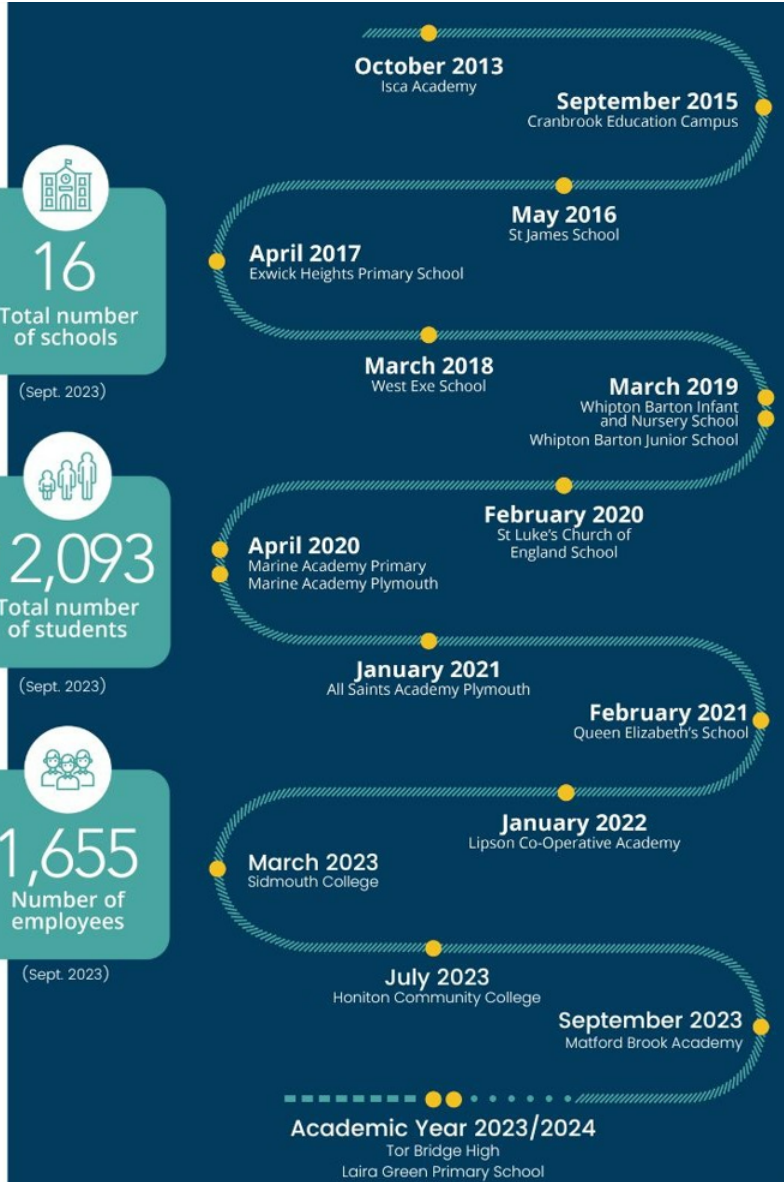 October 2013
Isca Academy
September 2015
Cranbrook Education Campus
May 2016
St James School
April 2017
Exwick Heights Primary School
March 2018
West Exe School
March 2019
Whipton Barton Infant
and Nursery School
Whipton Barton Junior School
February 2020
St Luke's Church of
England School
April 2020
Marine Academy Primary
Marine Academy Plymouth
January 2021
All Saints Academy Plymouth
February 2021
Queen Elizabeth's School
January 2022
Lipson Co-Operative Academy
March 2023
Sidmouth College
July 2023
Honiton Community College
September 2023
Matford Brook Academy
Academic Year 2023/2024
Tor Bridge High
Laira Green Primary School
16
Total number
of schools
(Sept. 2023)
2,093
Total number
of students
(Sept. 2023)
1,655
Number of
employees
(Sept. 2023)